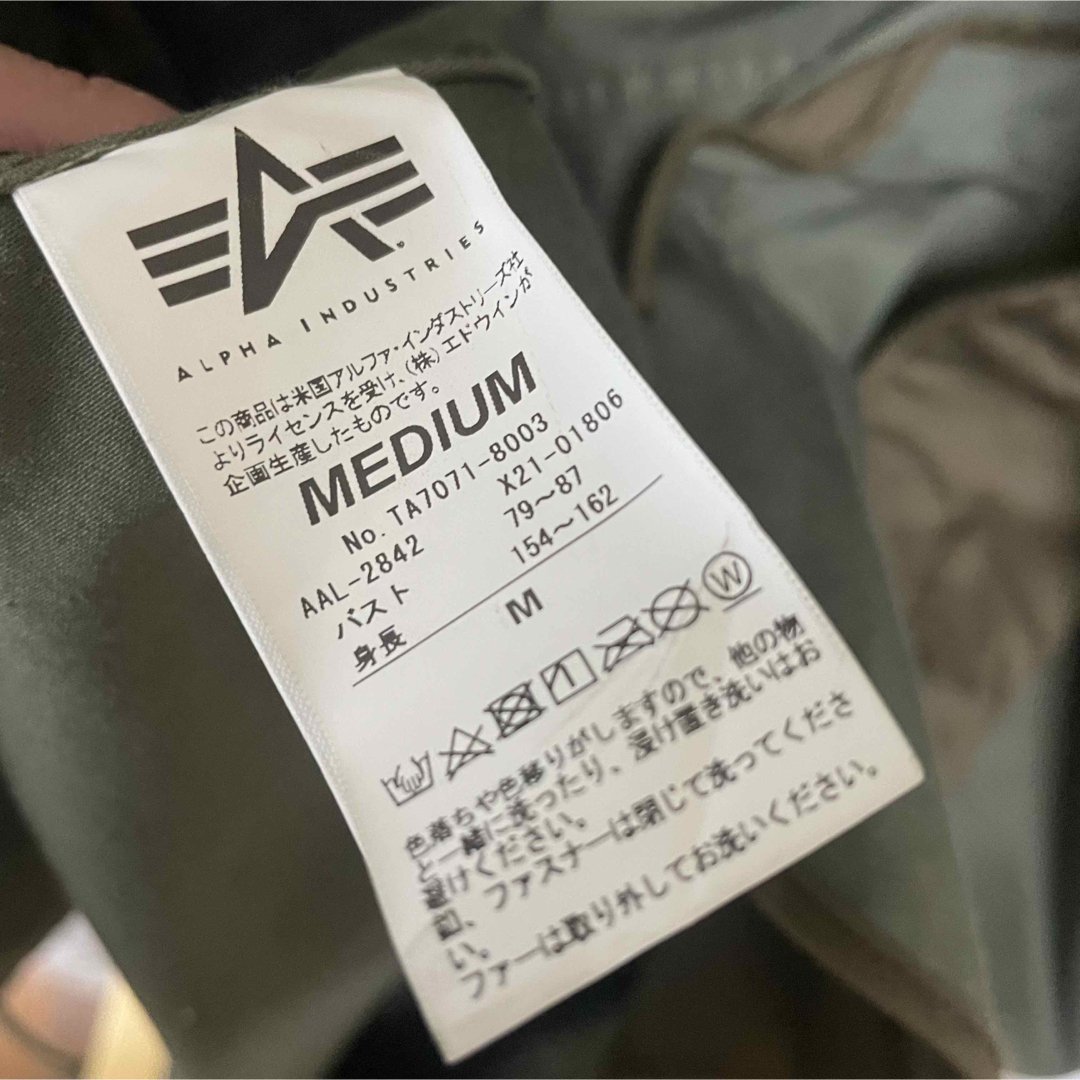 ALPHA INDUSTRIES
この商品は米国アルファ・インダストリーズ社
よりライセンスを受け、(株)エドウインが
企画生産したものです。
MEDIUM
No. TA7071-8003
AAL-2842 X21-01806
バスト 79〜87
身長 154〜162
M
W
色落ちや色移りがしますので、他の物
と一緒に洗ったり、浸け置き洗いはお
避けください。
ファスナーは閉じて洗ってくださ
い。
ファーは取り外してお洗いください。